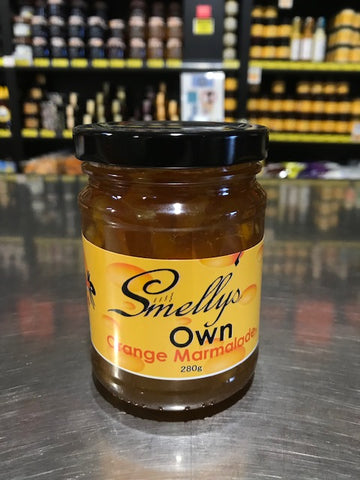 Smellys
Own
Orange Marmalade
280g